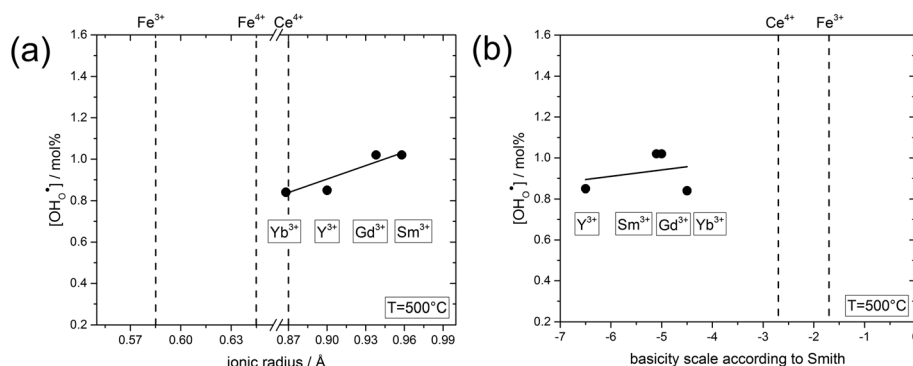 Fe³⁺ Fe⁴⁺ Ce⁴⁺
(a)
1.6
1.4
1.2
1.0
0.8
0.6
0.4
0.2
[OH_O^•] / mol%
Yb³⁺ Y³⁺ Gd³⁺ Sm³⁺
T=500°C
0.57 0.60 0.63 0.87 0.90 0.93 0.96 0.99
ionic radius / Å
Ce⁴⁺ Fe³⁺
(b)
1.6
1.4
1.2
1.0
0.8
0.6
0.4
0.2
[OH_O^•] / mol%
Y³⁺ Sm³⁺ Gd³⁺ Yb³⁺
T=500°C
-7 -6 -5 -4 -3 -2 -1 0
basicity scale according to Smith